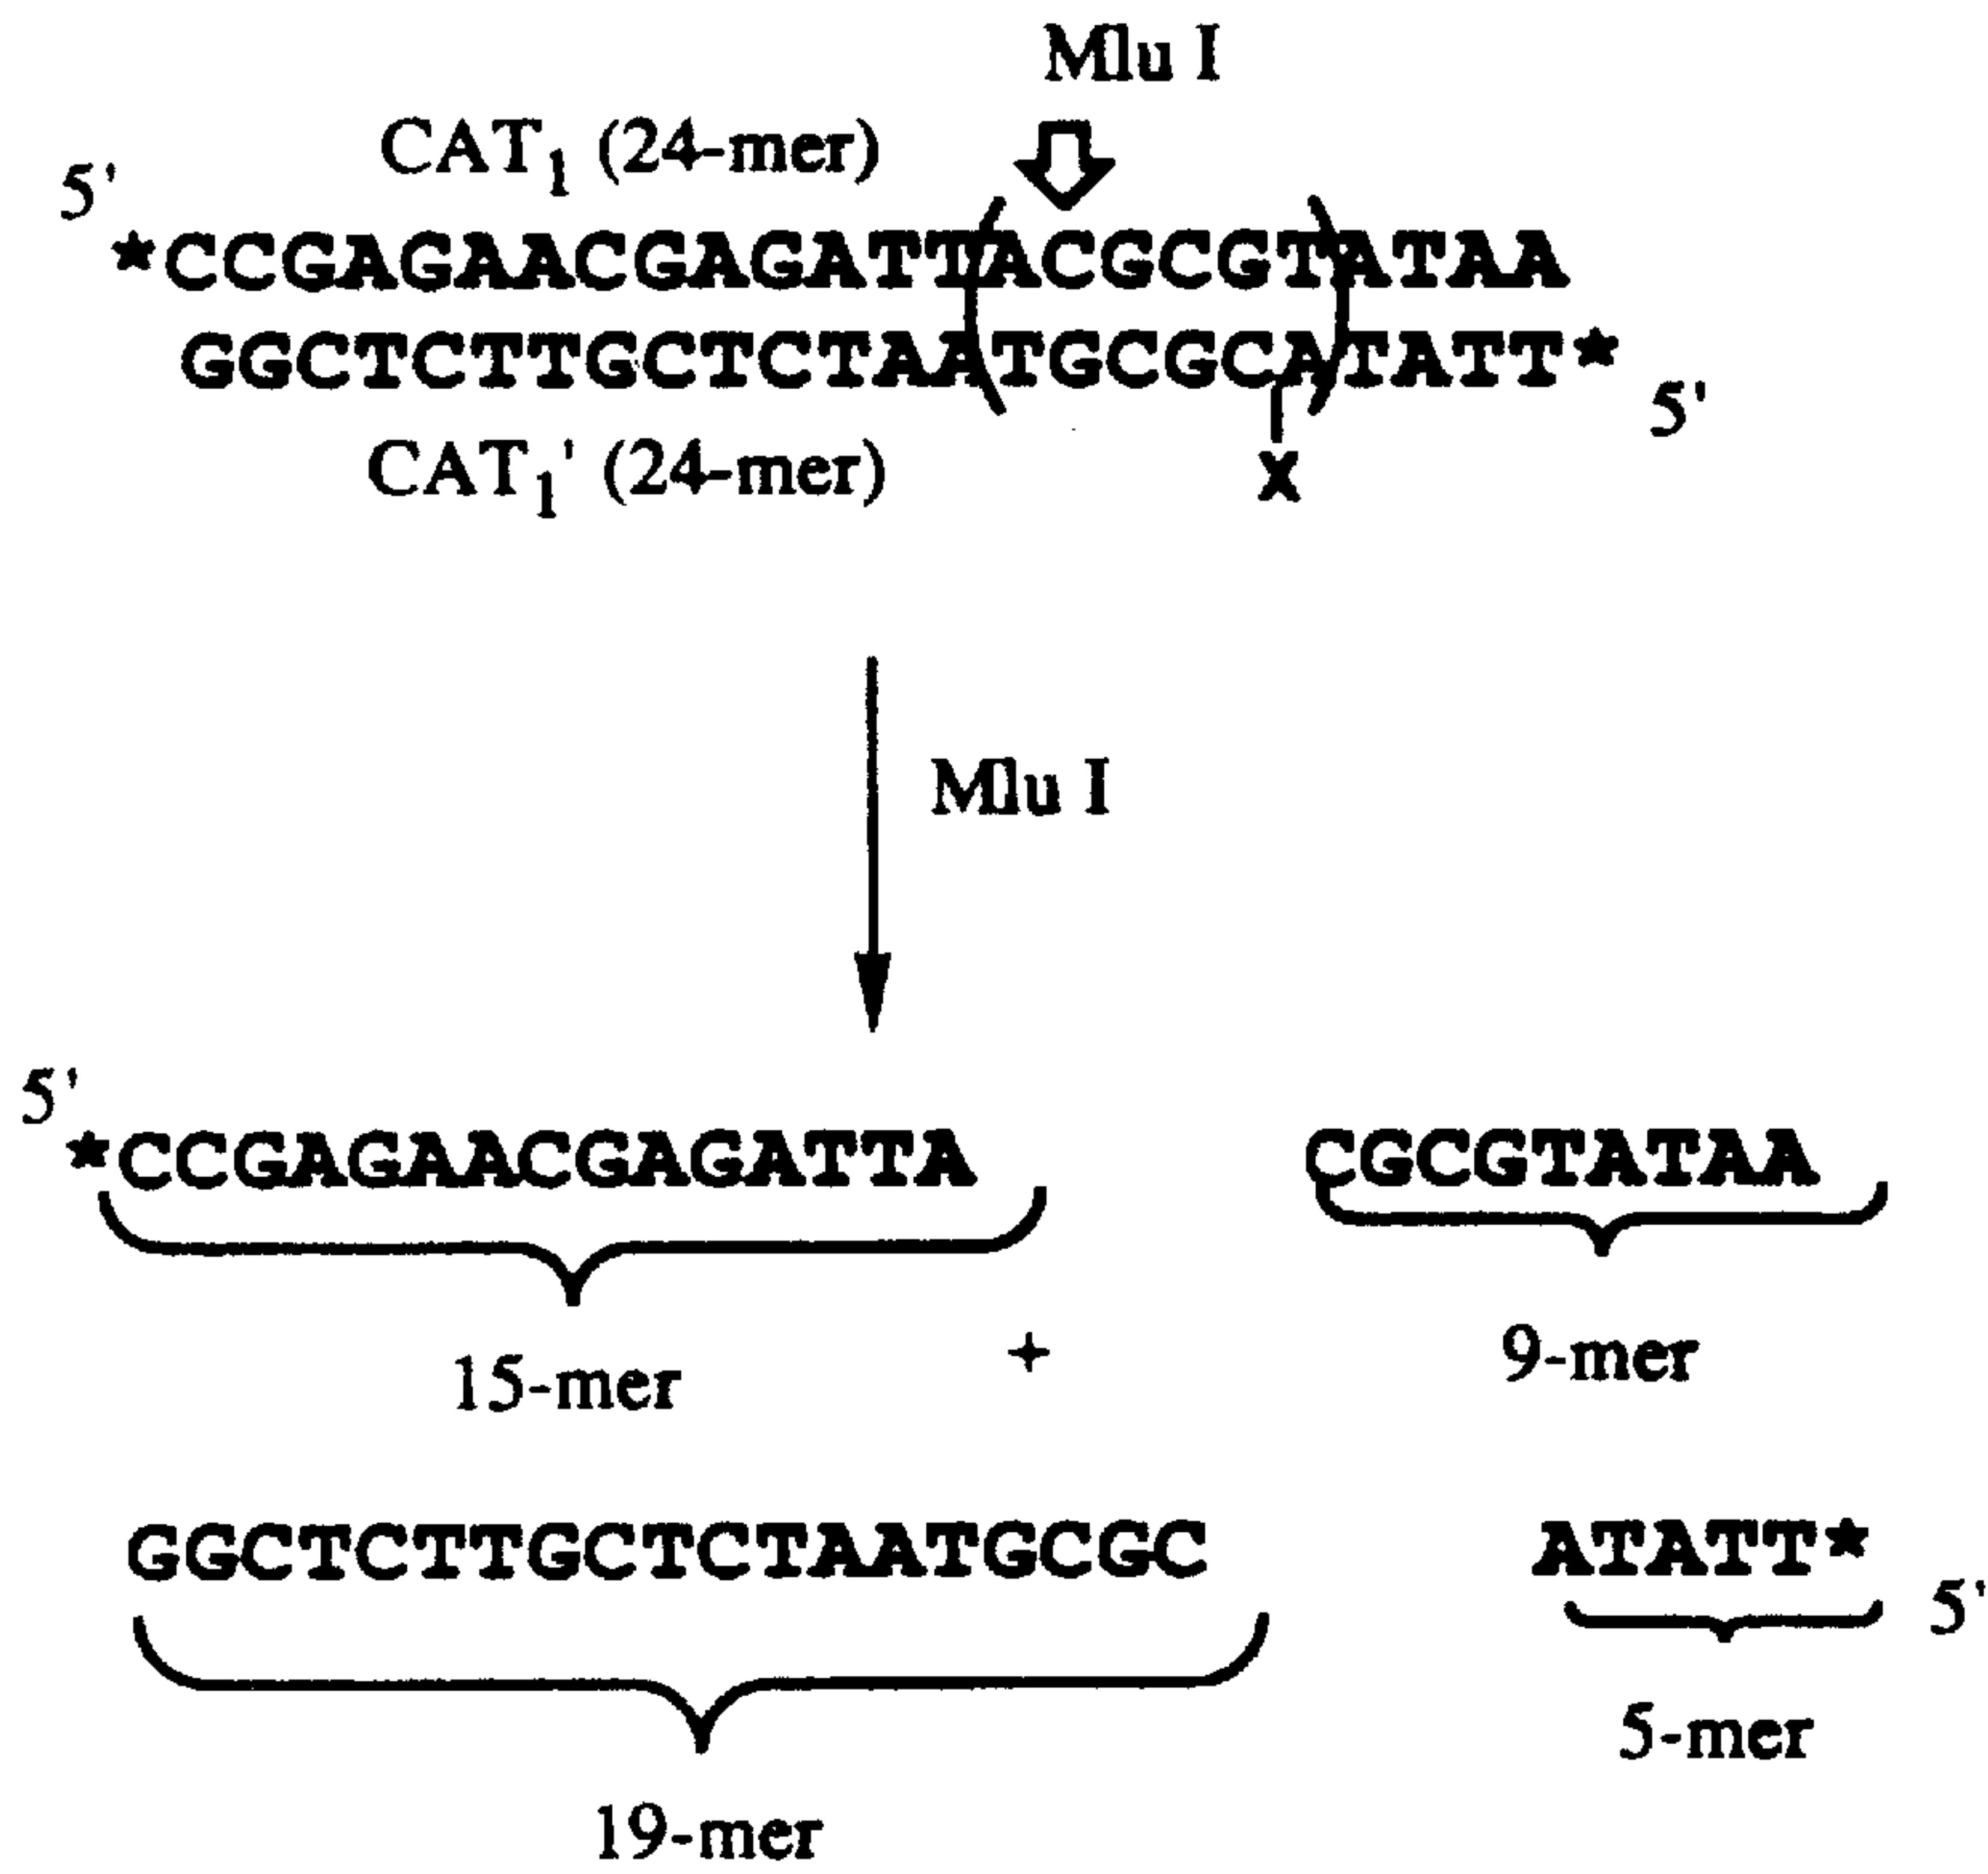 Mlu I
CAT1 (24-mer)
5'
*CCGAGAACGAGATTACGCGTATAA
GGCTCTTGCTCTAATGCGCATATT*
5'
CAT1' (24-mer)
X
Mlu I
5'
*CCGAGAACGAGATTA CGCGTATAA
15-mer + 9-mer
GGCTCTTGCTCTAATGCGC ATATT*
5'
5-mer
19-mer